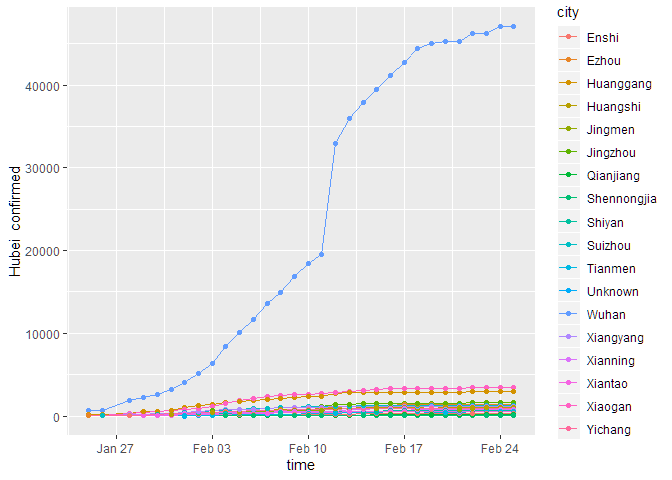 city
Enshi
Ezhou
Huanggang
Huangshi
Jingmen
Jingzhou
Qianjiang
Shennongjia
Shiyan
Suizhou
Tianmen
Unknown
Wuhan
Xiangyang
Xianning
Xiantao
Xiaogan
Yichang
Hubei confirmed
40000
30000
20000
10000
0
Jan 27 Feb 03 Feb 10 Feb 17 Feb 24
time